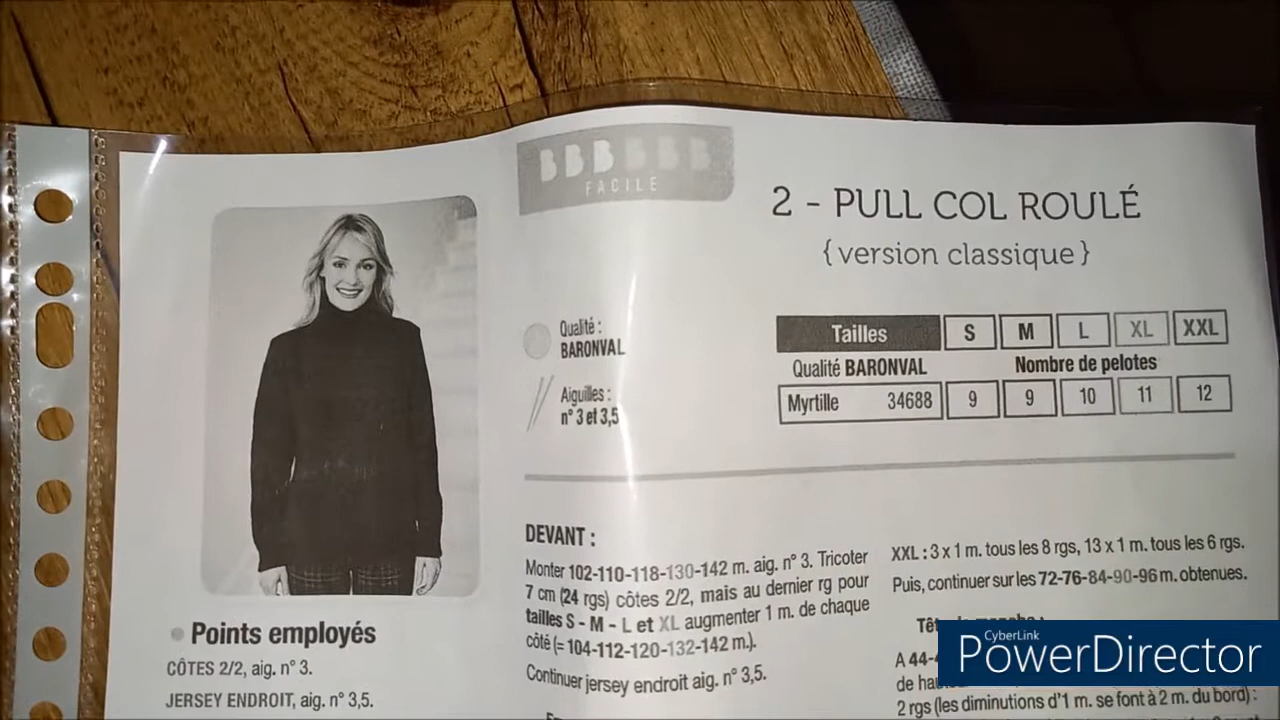 BBBBBB
FACILE
2 - PULL COL ROULÉ
{version classique}
Qualité :
BARONVAL
Aiguilles :
n° 3 et 3,5
Tailles S M L XL XXL
Qualité BARONVAL Nombre de pelotes
Myrtille 34688 9 9 10 11 12
Points employés
CÔTES 2/2, aig. n° 3.
JERSEY ENDROIT, aig. n° 3,5.
DEVANT :
Monter 102-110-118-130-142 m. aig. n° 3. Tricoter
7 cm (24 rgs) côtes 2/2, mais au dernier rg pour
tailles S - M - L et XL augmenter 1 m. de chaque
côté (= 104-112-120-132-142 m.).
Continuer jersey endroit aig. n° 3,5.
XXL : 3 x 1 m. tous les 8 rgs, 13 x 1 m. tous les 6 rgs.
Puis, continuer sur les 72-76-84-90-96 m. obtenues.
A 44-
de
2 rgs (les diminutions d'1 m. se font à 2 m. du bord) :
CyberLink
PowerDirector